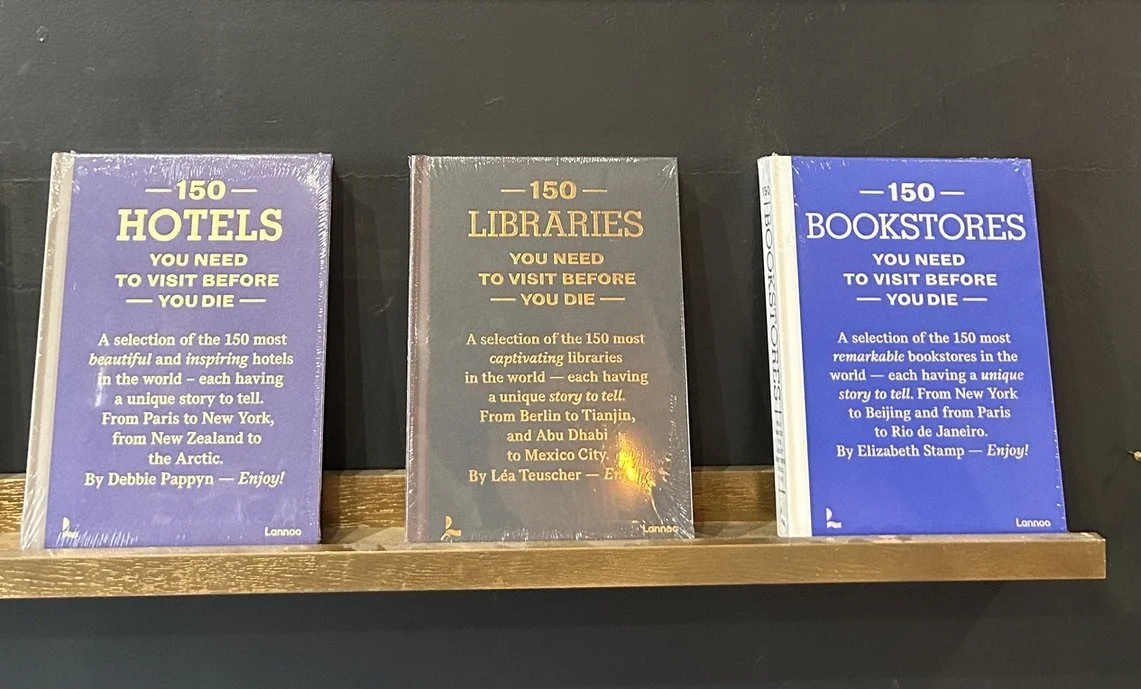 — 150 —
HOTELS
YOU NEED
TO VISIT BEFORE
— YOU DIE —
A selection of the 150 most
beautiful and inspiring hotels
in the world – each having
a unique story to tell.
From Paris to New York,
from New Zealand to
the Arctic.
By Debbie Pappyn — Enjoy!
Lannoo
— 150 —
LIBRARIES
YOU NEED
TO VISIT BEFORE
— YOU DIE —
A selection of the 150 most
captivating libraries
in the world — each having
a unique story to tell.
From Berlin to Tianjin,
and Abu Dhabi
to Mexico City.
By Léa Teuscher —
Lannoo
150 BOOKSTORES
— 150 —
BOOKSTORES
YOU NEED
TO VISIT BEFORE
— YOU DIE —
A selection of the 150 most
remarkable bookstores in the
world — each having a unique
story to tell. From New York
to Beijing and from Paris
to Rio de Janeiro.
By Elizabeth Stamp — Enjoy!
Lannoo